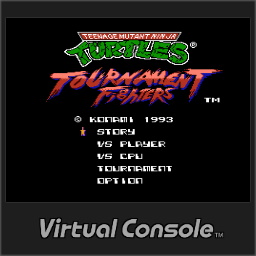 TEENAGE MUTANT NINJA
TURTLES
TOURNAMENT
FIGHTERS
TM
© KONAMI 1993
STORY
VS PLAYER
VS CPU
TOURNAMENT
OPTION
Virtual Console TM